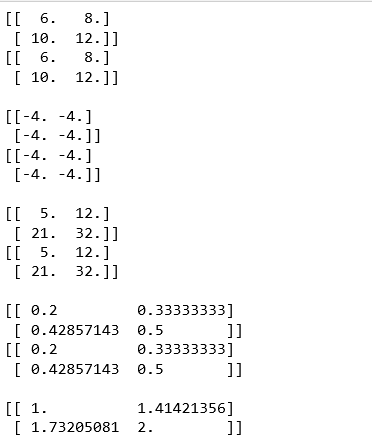 [[  6.   8.]
 [ 10.  12.]]
[[  6.   8.]
 [ 10.  12.]]

[[-4. -4.]
 [-4. -4.]]
[[-4. -4.]
 [-4. -4.]]

[[  5.  12.]
 [ 21.  32.]]
[[  5.  12.]
 [ 21.  32.]]

[[ 0.2         0.33333333]
 [ 0.42857143  0.5       ]]
[[ 0.2         0.33333333]
 [ 0.42857143  0.5       ]]

[[ 1.          1.41421356]
 [ 1.73205081  2.        ]]